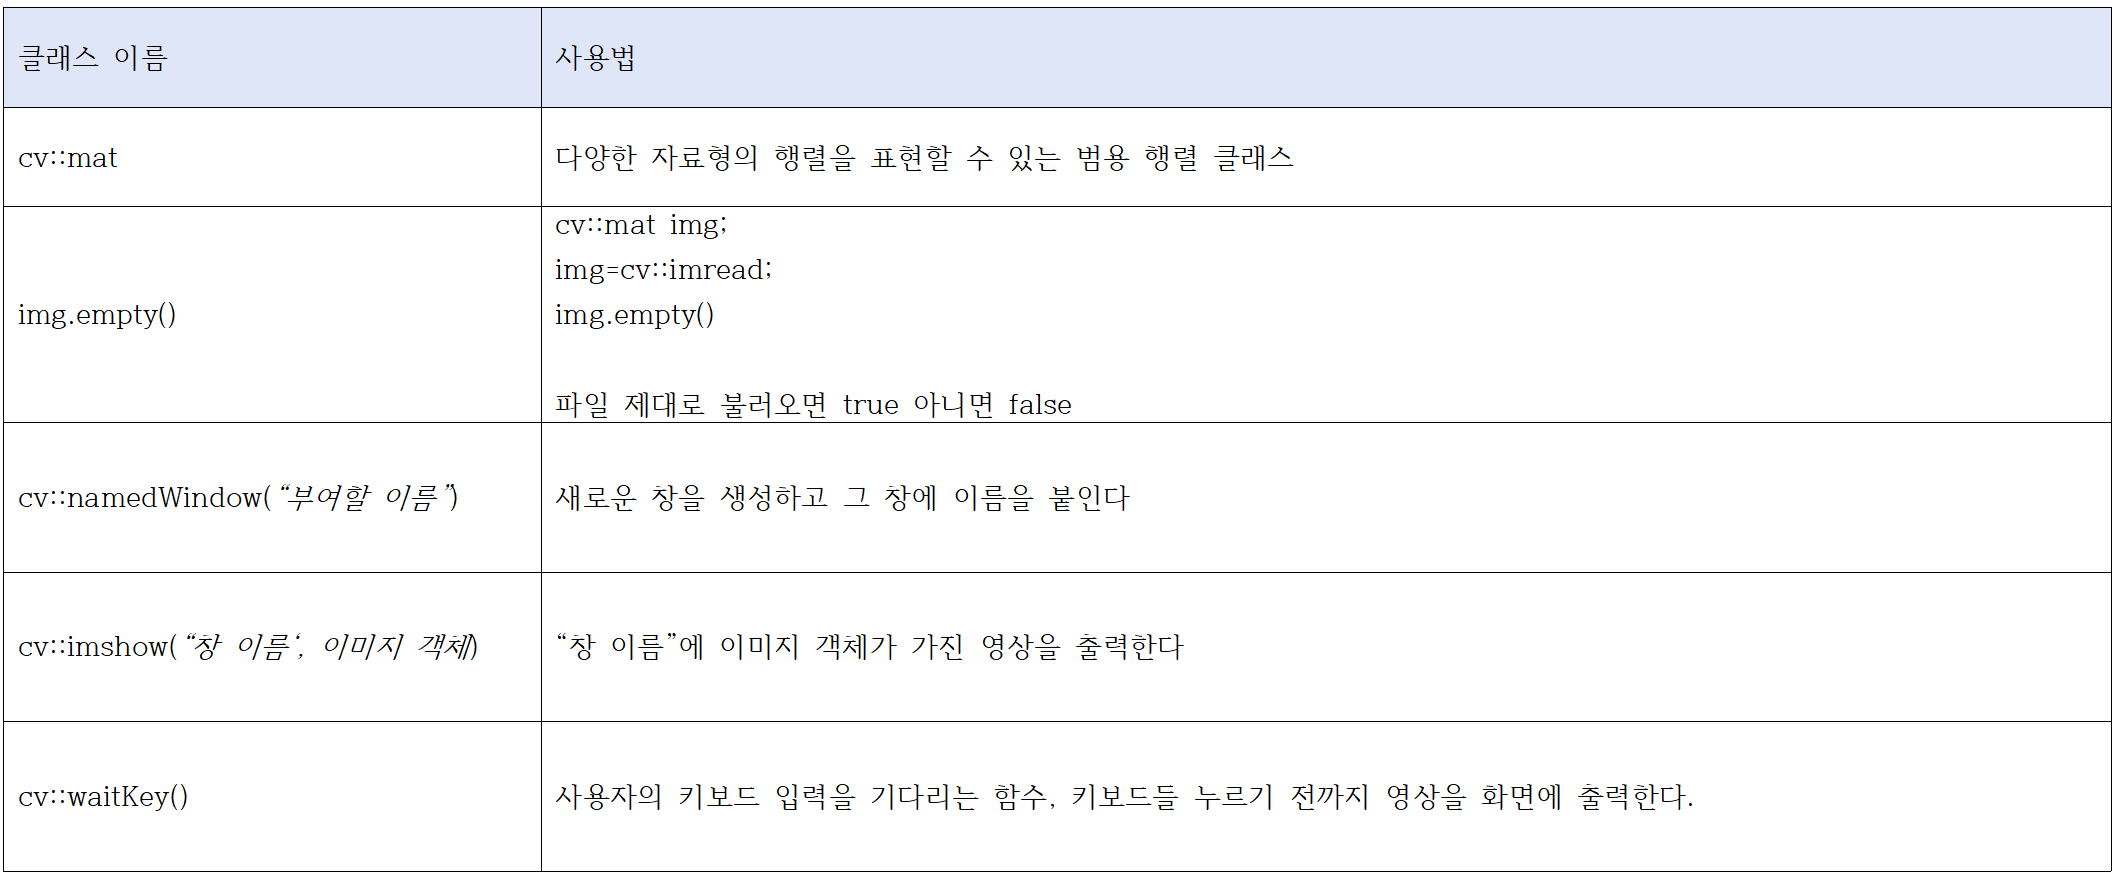 클래스 이름
사용법
cv::mat
다양한 자료형의 행렬을 표현할 수 있는 범용 행렬 클래스
img.empty()
cv::mat img;
img=cv::imread;
img.empty()
파일 제대로 불러오면 true 아니면 false
cv::namedWindow(“부여할 이름”)
새로운 창을 생성하고 그 창에 이름을 붙인다
cv::imshow(“창 이름‘, 이미지 객체)
“창 이름”에 이미지 객체가 가진 영상을 출력한다
cv::waitKey()
사용자의 키보드 입력을 기다리는 함수, 키보드들 누르기 전까지 영상을 화면에 출력한다.